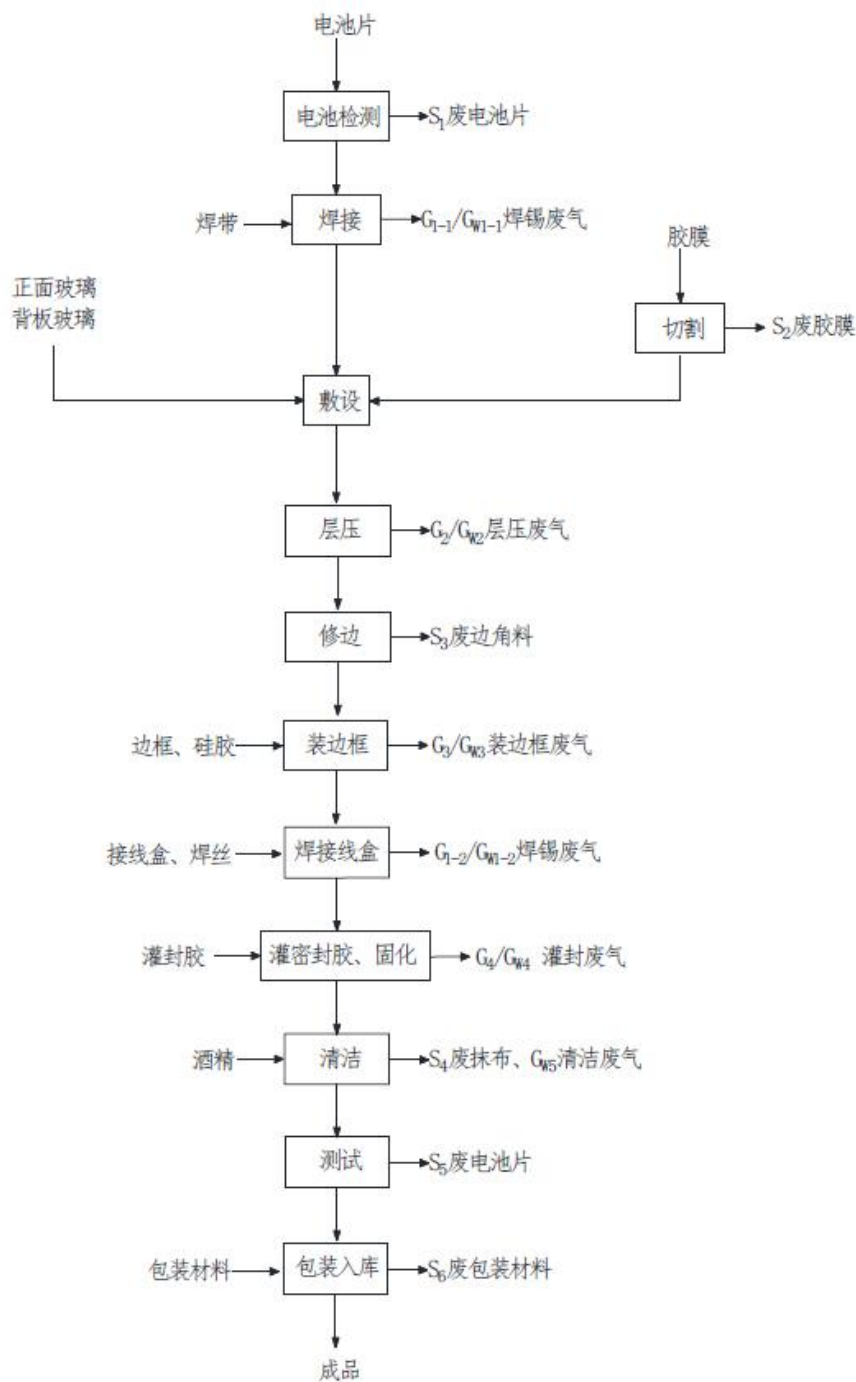 电池片
电池检测
S₁废电池片
焊带
焊接
G₁₋₁/G_W1-1焊锡废气
胶膜
正面玻璃
背板玻璃
切割
S₂废胶膜
敷设
层压
G₂/G_W2层压废气
修边
S₃废边角料
边框、硅胶
装边框
G₃/G_W3装边框废气
接线盒、焊丝
焊接线盒
G₁₋₂/G_W1-2焊锡废气
灌封胶
灌密封胶、固化
G₄/G_W4 灌封废气
酒精
清洁
S₄废抹布、G_W5清洁废气
测试
S₅废电池片
包装材料
包装入库
S₆废包装材料
成品